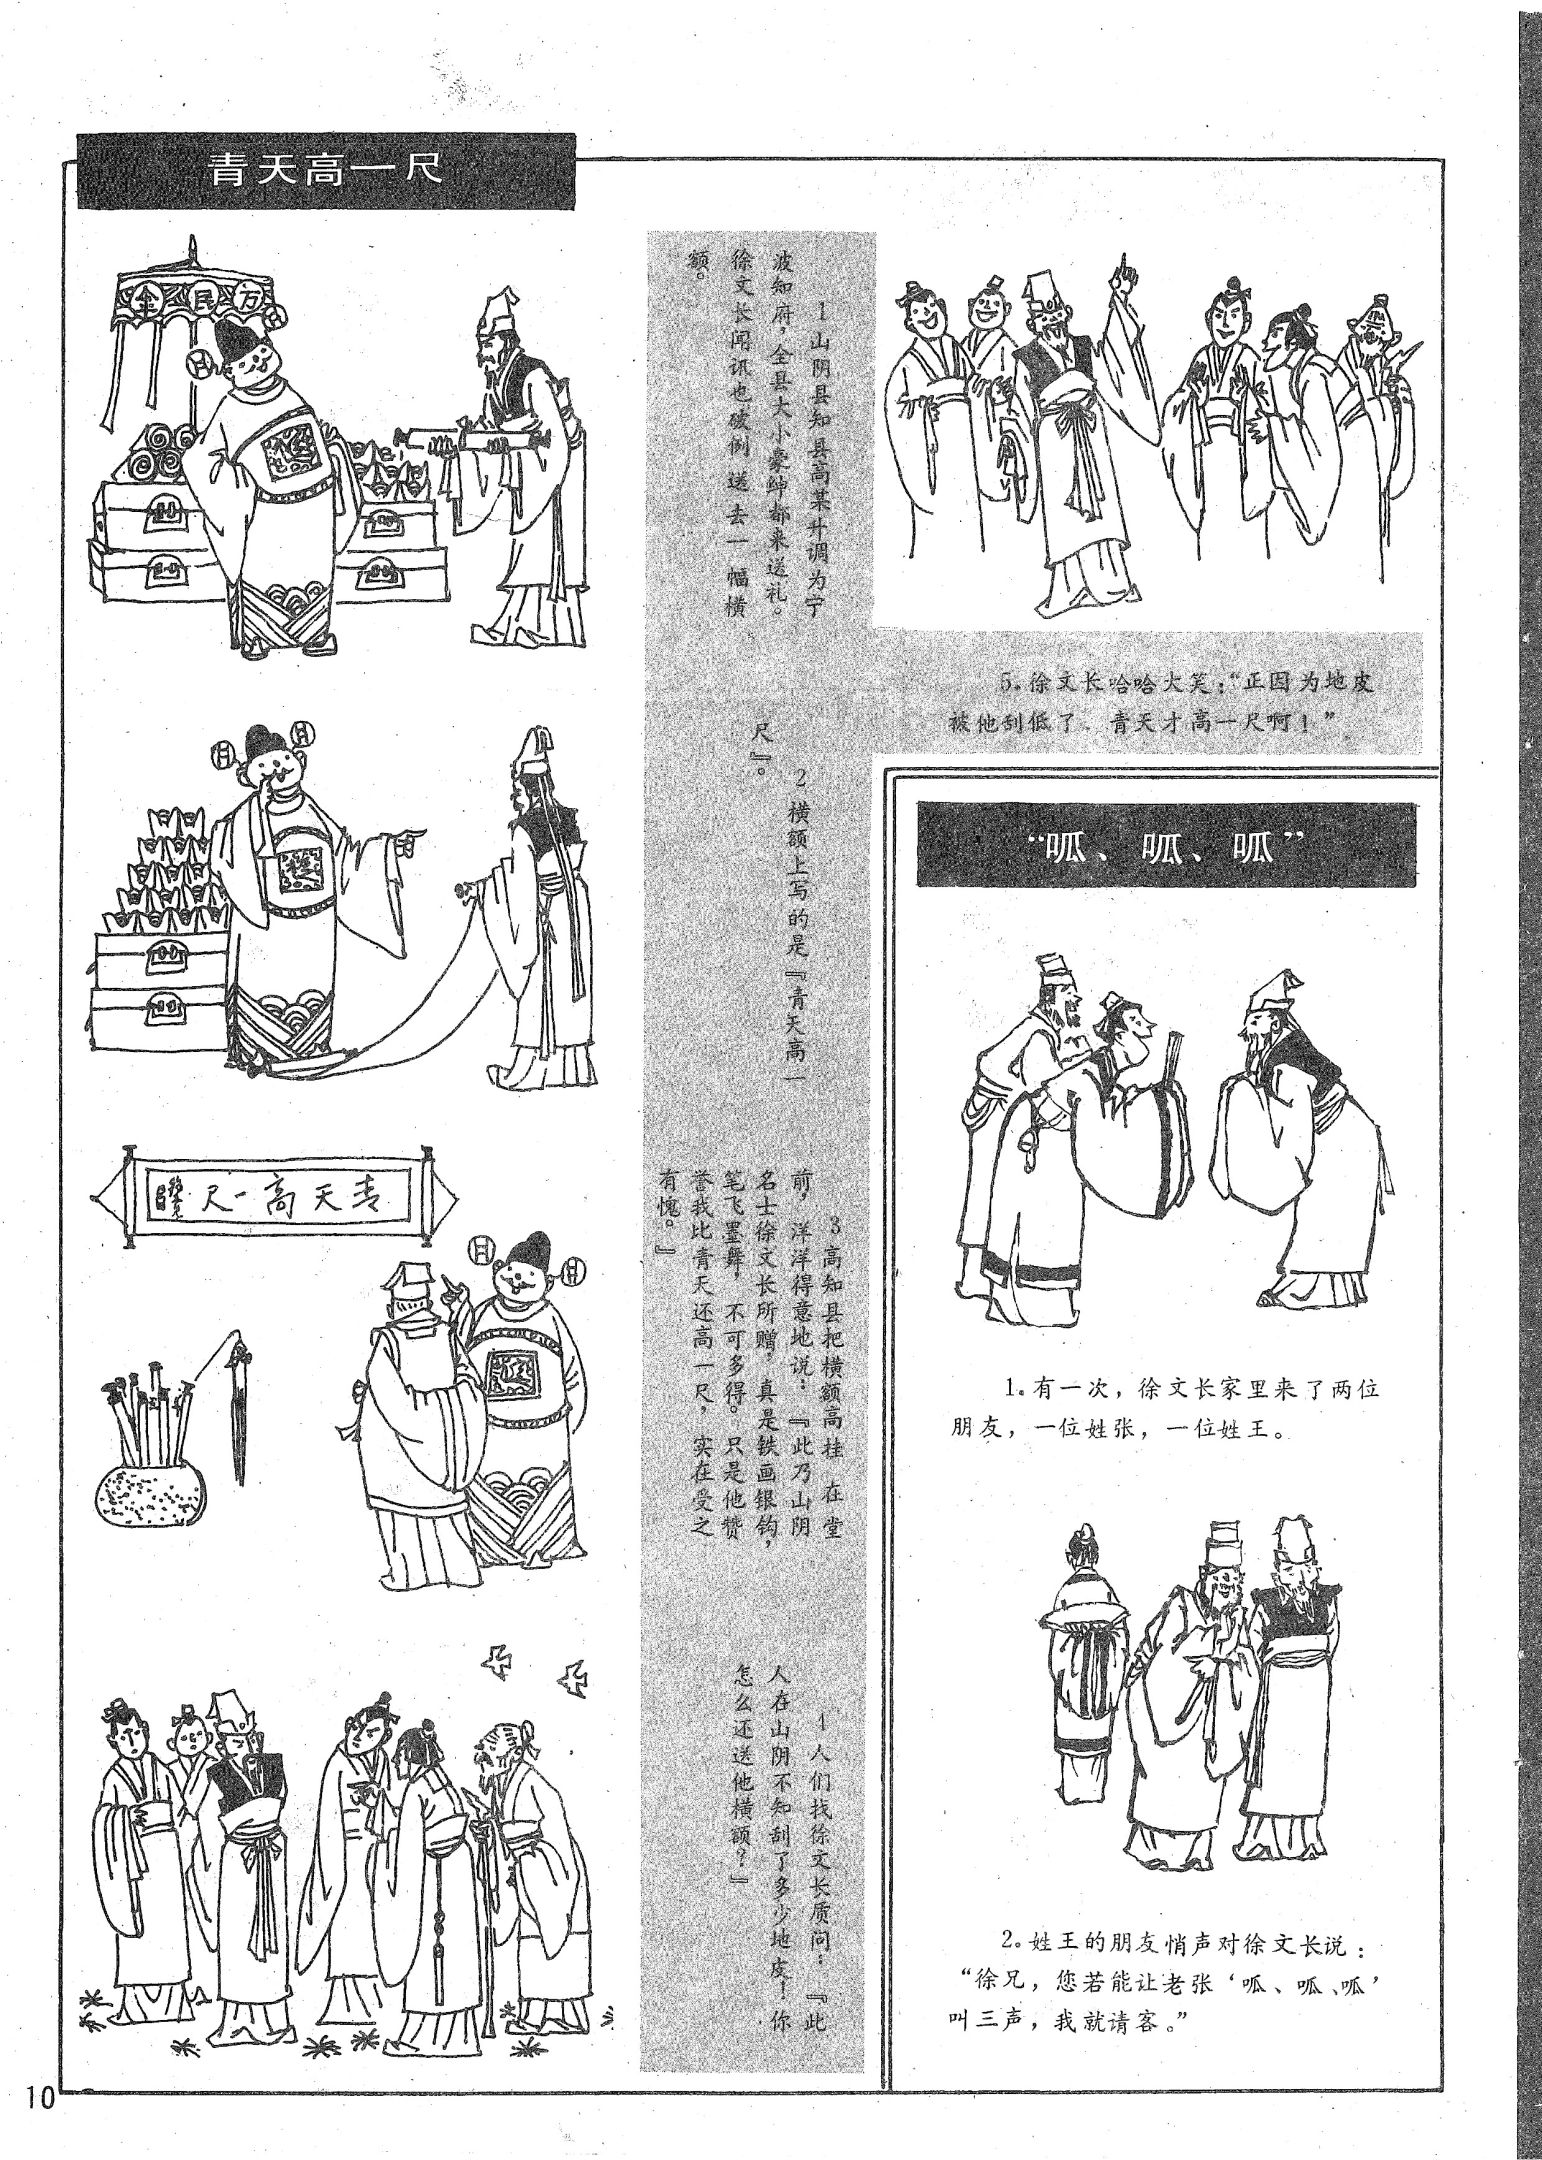 青天高一尺
万民伞
1山阴县知县高某升调为宁
波知府，全县大小豪绅都来送礼。
徐文长闻讯也破例送去一幅横
额。
2横额上写的是『青天高一
尺』。
青天高一尺
3高知县把横额高挂在堂
前，洋洋得意地说：『此乃山阴
名士徐文长所赠，真是铁画银钩，
笔飞墨舞，不可多得。只是他赞
誉我比青天还高一尺，实在受之
有愧。』
4人们找徐文长质问：『此
人在山阴不知刮了多少地皮！你
怎么还送他横额？』
5。徐文长哈哈大笑：“正因为地皮
被他刮低了、青天才高一尺啊！”
“呱、呱、呱”
1。有一次，徐文长家里来了两位
朋友，一位姓张，一位姓王。
2。姓王的朋友悄声对徐文长说：
“徐兄，您若能让老张‘呱、呱、呱’
叫三声，我就请客。”
10